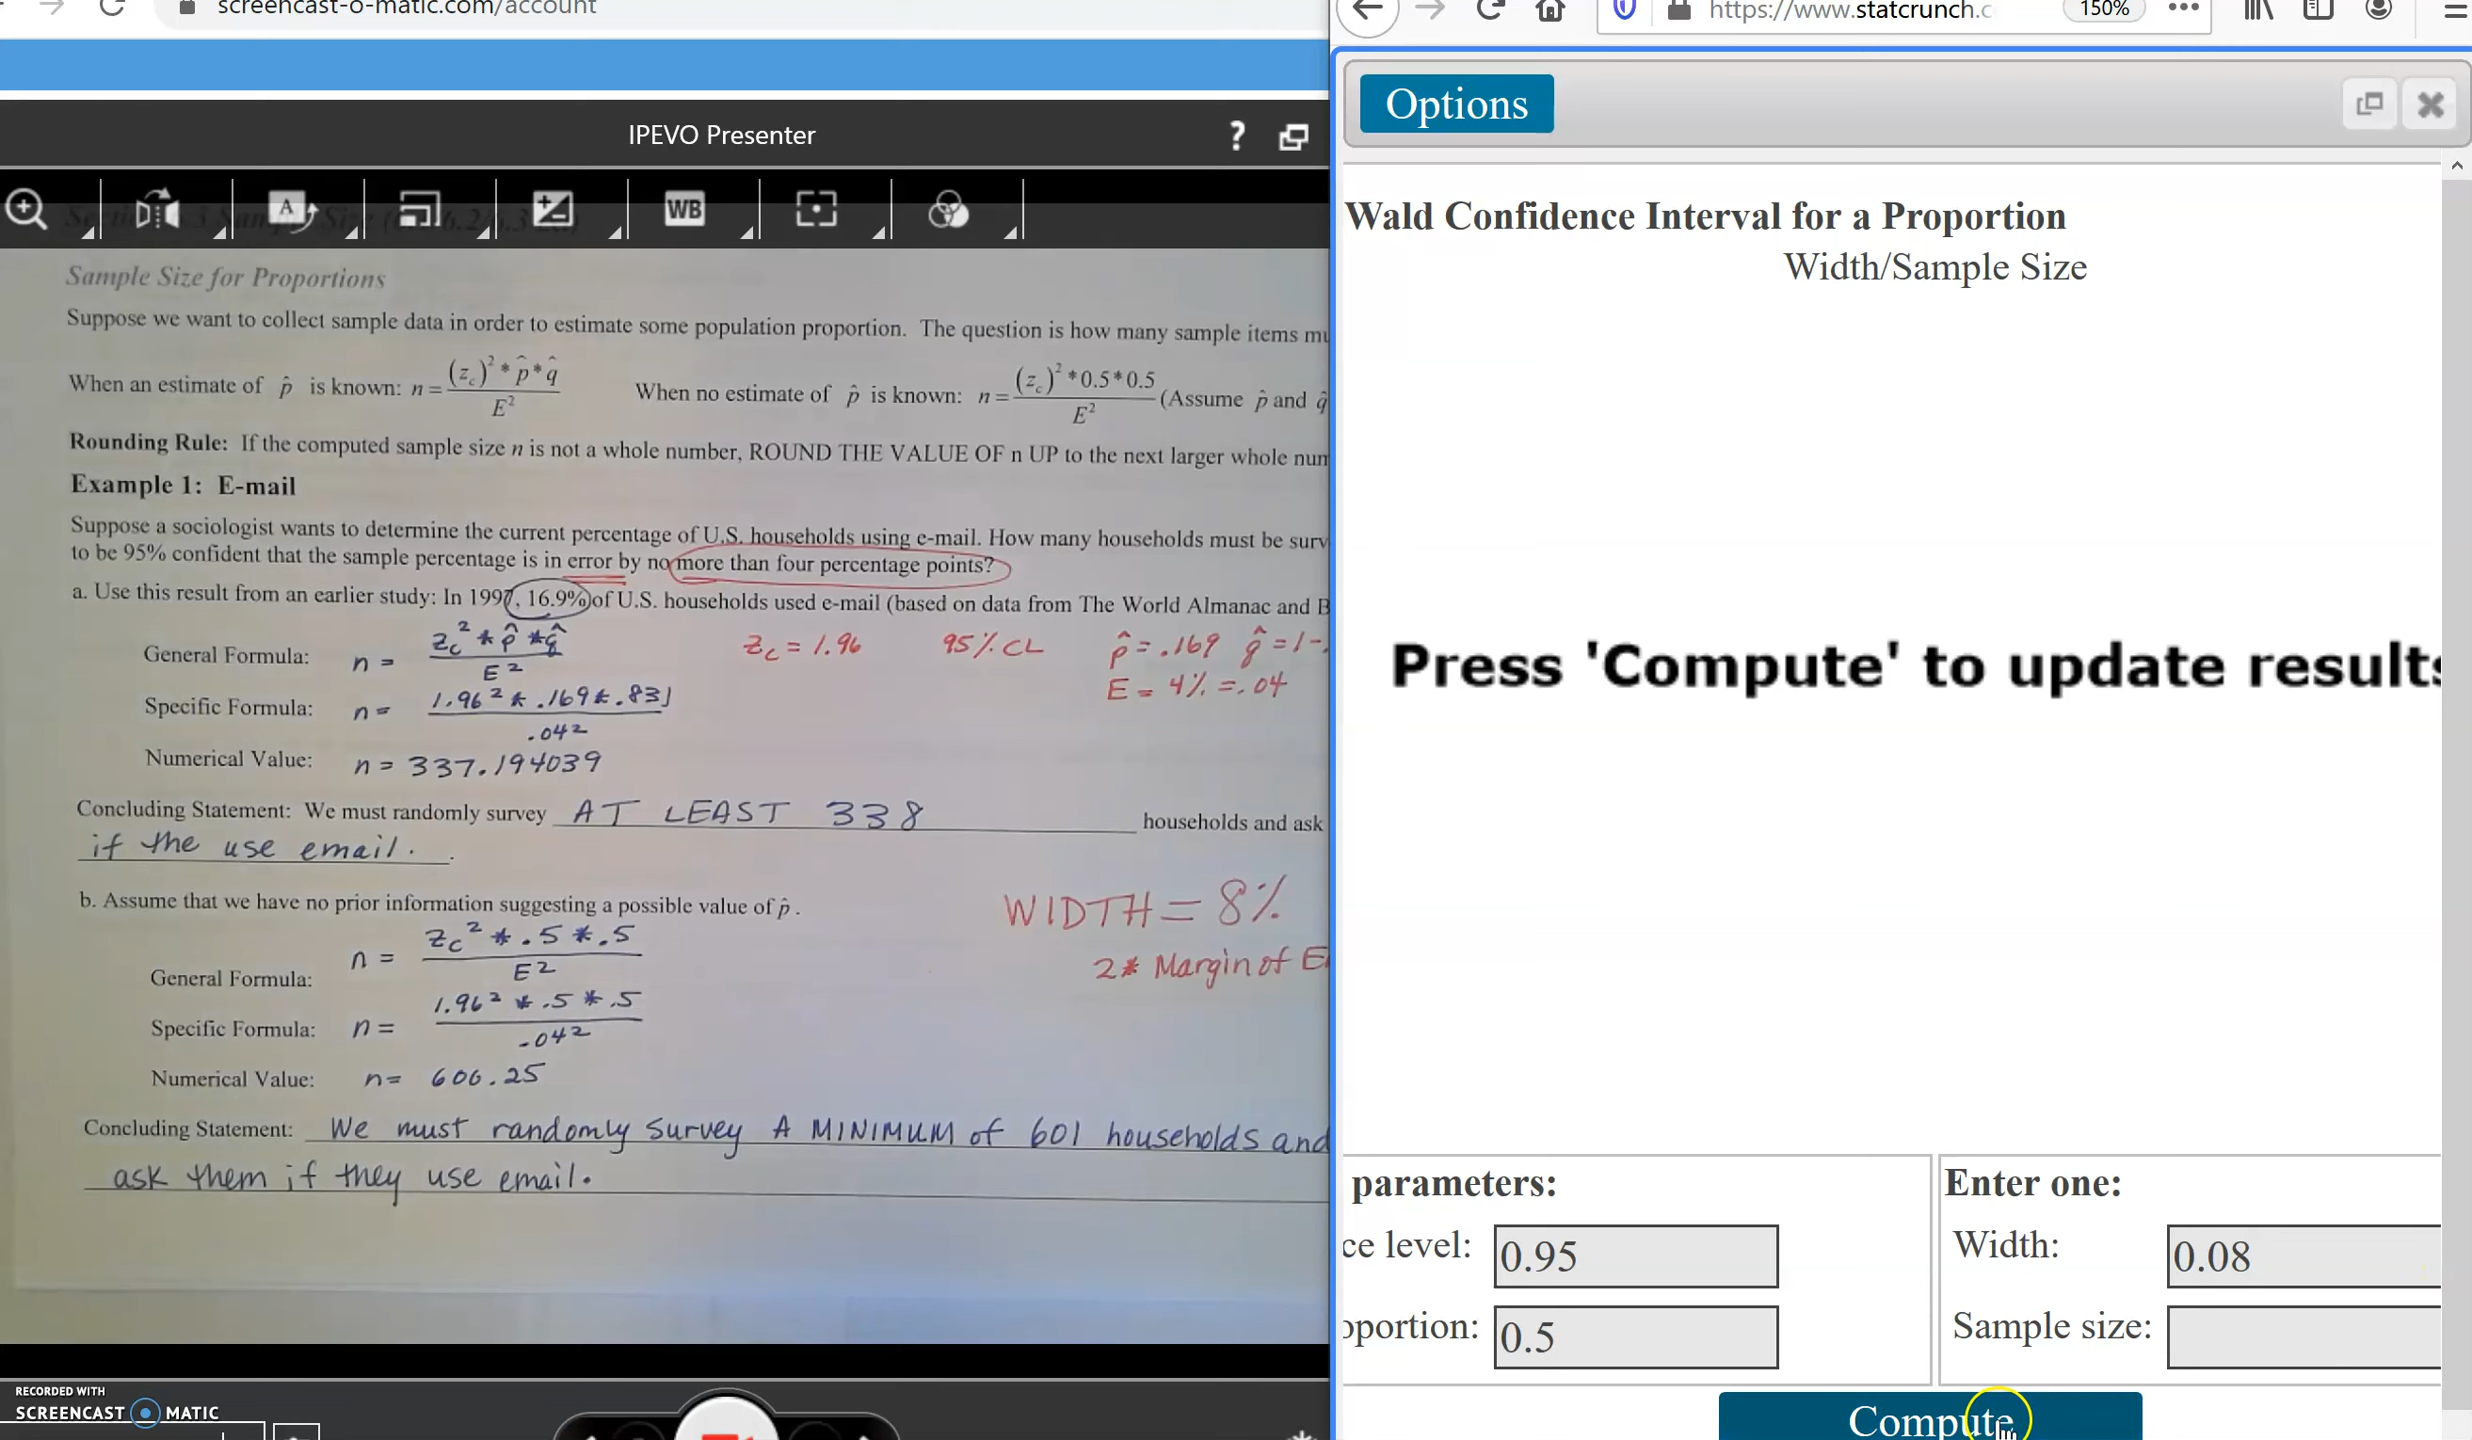 screencast-o-matic.com/account
https://www.statcrunch.c
150%
IPEVO Presenter
?
WB
Sample Size for Proportions
Suppose we want to collect sample data in order to estimate some population proportion. The question is how many sample items mu
When an estimate of p̂ is known: n = (z_c)² * p̂ * q̂ / E² When no estimate of p̂ is known: n = (z_c)² * 0.5 * 0.5 / E² (Assume p̂ and q̂
Rounding Rule: If the computed sample size n is not a whole number, ROUND THE VALUE OF n UP to the next larger whole num
Example 1: E-mail
Suppose a sociologist wants to determine the current percentage of U.S. households using e-mail. How many households must be surv
to be 95% confident that the sample percentage is in error by no more than four percentage points?
a. Use this result from an earlier study: In 1997, 16.9% of U.S. households used e-mail (based on data from The World Almanac and B
General Formula: n = z_c² * p̂ * q̂ / E²
z_c = 1.96 95% CL p̂ = .169 q̂ = 1-.
E = 4% = .04
Specific Formula: n = 1.96² * .169 * .831 / .04²
Numerical Value: n = 337.194039
Concluding Statement: We must randomly survey AT LEAST 338 households and ask
if the use email.
b. Assume that we have no prior information suggesting a possible value of p̂.
WIDTH = 8%
2* Margin of E
General Formula: n = z_c² * .5 * .5 / E²
Specific Formula: n = 1.96² * .5 * .5 / .04²
Numerical Value: n = 600.25
Concluding Statement: We must randomly survey A MINIMUM of 601 households and
ask them if they use email.
RECORDED WITH
SCREENCAST MATIC
Options
Wald Confidence Interval for a Proportion
Width/Sample Size
Press 'Compute' to update results
parameters:
ce level: 0.95
oportion: 0.5
Enter one:
Width: 0.08
Sample size:
Compute